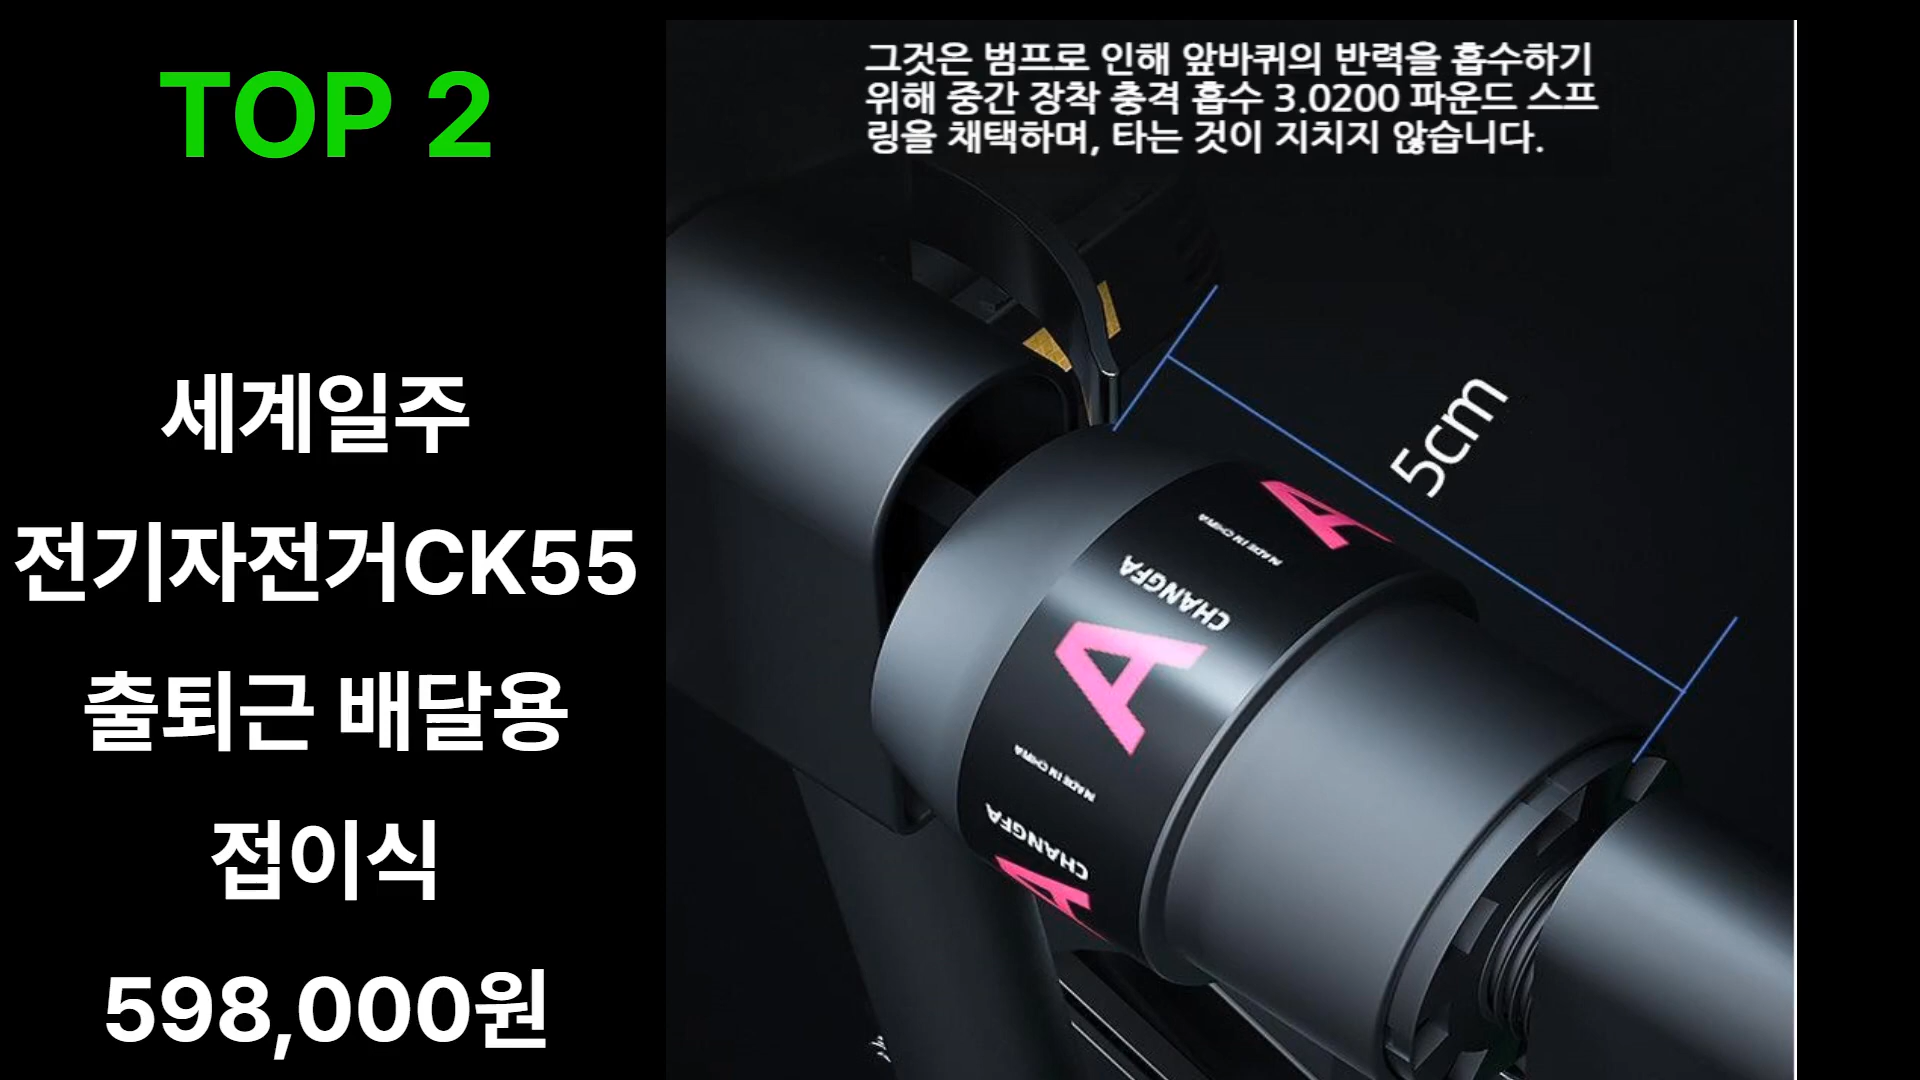 TOP 2
세계일주
전기자전거CK55
출퇴근 배달용
접이식
598,000원
그것은 범프로 인해 앞바퀴의 반력을 흡수하기
위해 중간 장착 충격 흡수 3.0200 파운드 스프
링을 채택하며, 타는 것이 지치지 않습니다.
5cm
A
MADE IN CHINA
CHANGFA
A
MADE IN CHINA
CHANGFA
A